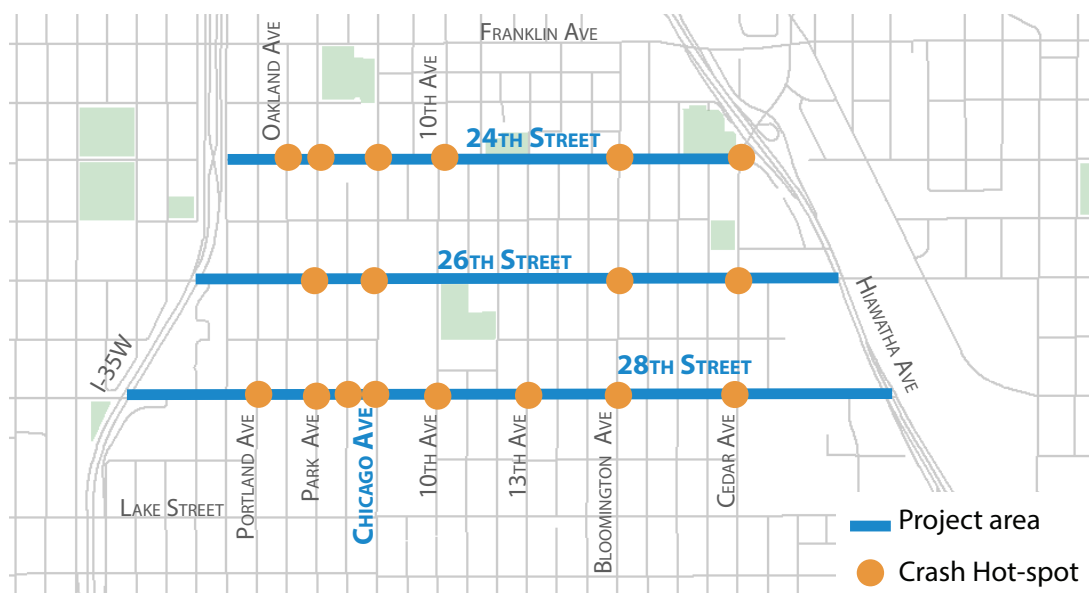 Franklin Ave
Oakland Ave
10th Ave
24th Street
26th Street
Hiawatha Ave
I-35W
28th Street
Portland Ave
Park Ave
Chicago Ave
10th Ave
13th Ave
Bloomington Ave
Cedar Ave
Lake Street
Project area
Crash Hot-spot